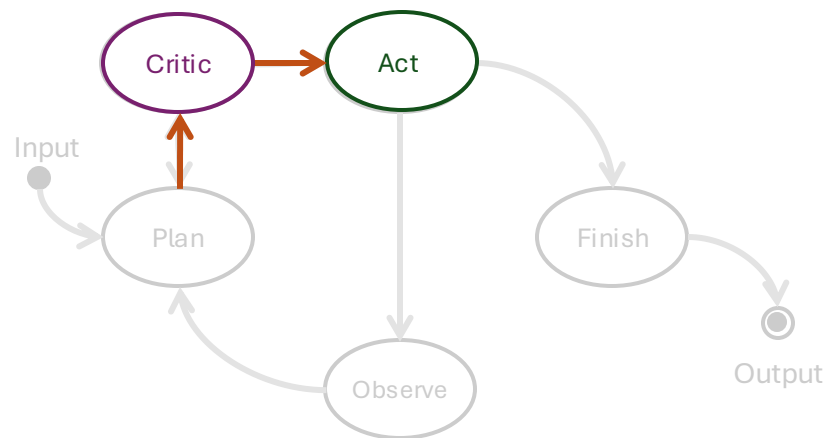 Critic
Act
Input
Plan
Finish
Observe
Output